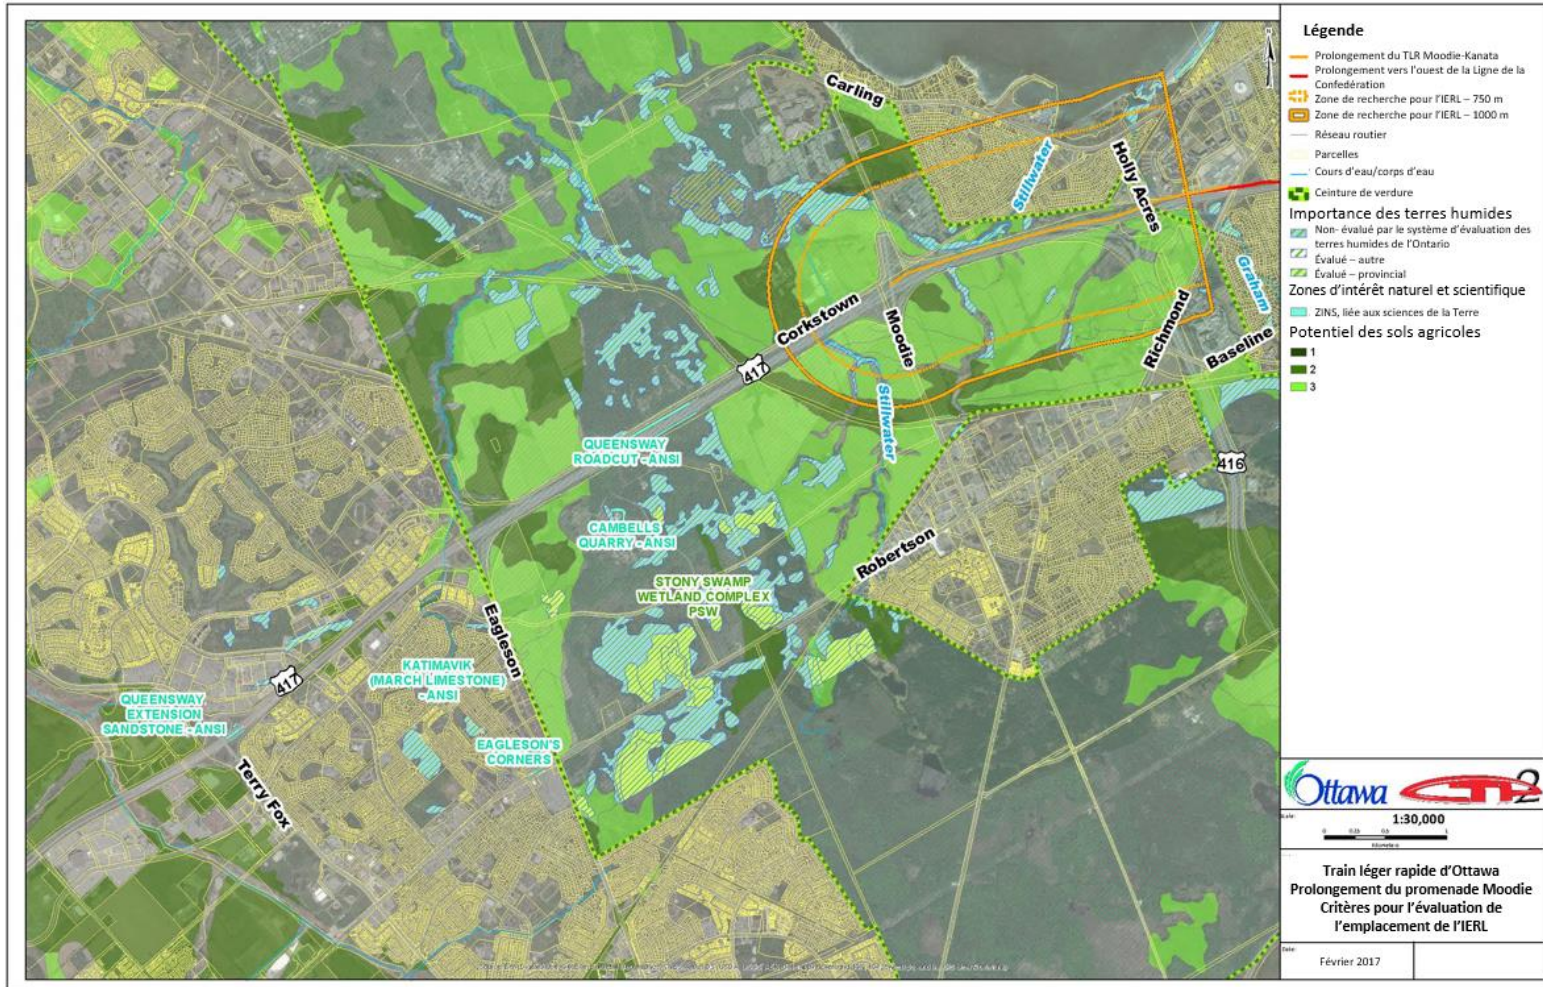 Légende
Prolongement du TLR Moodie-Kanata
Prolongement vers l'ouest de la Ligne de la
Confédération
Zone de recherche pour l'IERL – 750 m
Zone de recherche pour l'IERL – 1000 m
Réseau routier
Parcelles
Cours d'eau/corps d'eau
Ceinture de verdure
Importance des terres humides
Non- évalué par le système d'évaluation des
terres humides de l'Ontario
Évalué – autre
Évalué – provincial
Zones d'intérêt naturel et scientifique
ZINS, liée aux sciences de la Terre
Potentiel des sols agricoles
1
2
3
Carling
Stillwater
Holly Acres
Graham
Corkstown
Moodie
Richmond
Baseline
417
Stillwater
QUEENSWAY
ROADCUT - ANSI
416
CAMBELLS
QUARRY - ANSI
Robertson
STONY SWAMP
WETLAND COMPLEX
PSW
Eagleson
KATIMAVIK
(MARCH LIMESTONE)
- ANSI
417
QUEENSWAY
EXTENSION
SANDSTONE - ANSI
EAGLESON'S
CORNERS
Terry Fox
Ottawa
2
1:30,000
Train léger rapide d'Ottawa
Prolongement du promenade Moodie
Critères pour l'évaluation de
l'emplacement de l'IERL
Février 2017